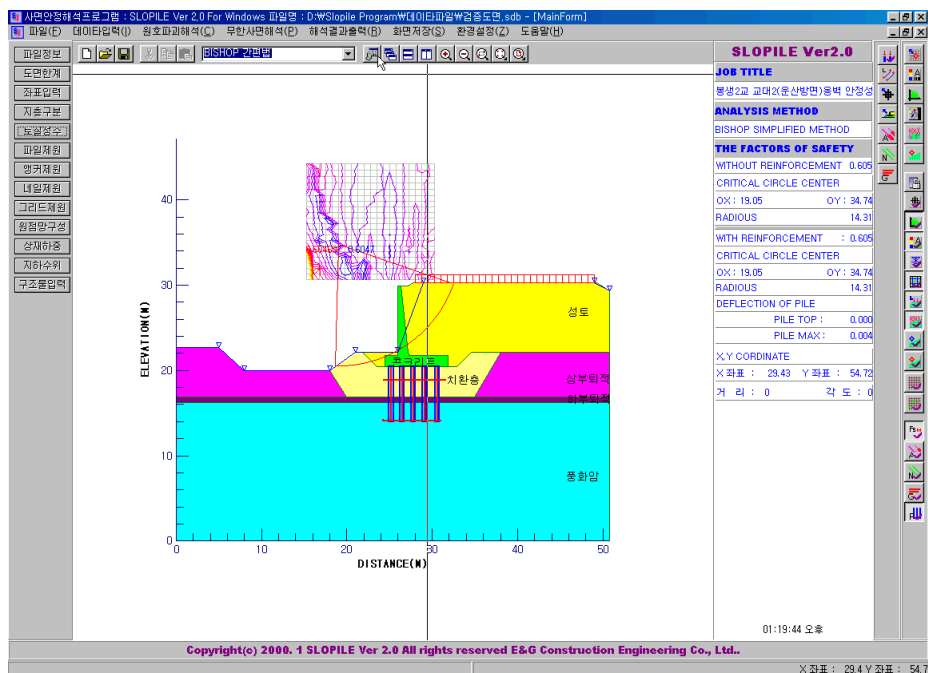 사면안정해석프로그램 : SLOPILE Ver 2.0 For Windows 파일명 : D:₩Slopile Program₩데이타파일₩검증도면.sdb - [MainForm]
파일(F) 데이타입력(I) 원호파괴해석(C) 무한사면해석(P) 해석결과출력(R) 화면저장(S) 환경설정(Z) 도움말(H)
BISHOP 간편법
파일정보
도면한계
좌표입력
지층구분
토질정수
파일제원
앵커제원
네일제원
그리드제원
원점망구성
상재하중
지하수위
구조물입력
SLOPILE Ver2.0
JOB TITLE
봉생2교 교대2(운산방면)옹벽 안정성
ANALYSIS METHOD
BISHOP SIMPLIFIED METHOD
THE FACTORS OF SAFETY
WITHOUT REINFORCEMENT 0.605
CRITICAL CIRCLE CENTER
OX : 19.05 OY : 34.74
RADIOUS 14.31
WITH REINFORCEMENT : 0.605
CRITICAL CIRCLE CENTER
OX : 19.05 OY : 34.74
RADIOUS 14.31
DEFLECTION OF PILE
PILE TOP : 0.000
PILE MAX : 0.004
X,Y CORDINATE
X 좌표 : 29.43 Y 좌표 : 54.72
거 리 : 0 각 도 : 0
01:19:44 오후
ELEVATION(M)
40
30
20
10
0
0 10 20 30 40 50
DISTANCE(M)
0.6047
성토
콘크리트
치환층
상부퇴적
하부퇴적
풍화암
Copyright(c) 2000. 1 SLOPILE Ver 2.0 All rights reserved E&G Construction Engineering Co., Ltd..
X 좌표 : 29.4 Y 좌표 : 54.7